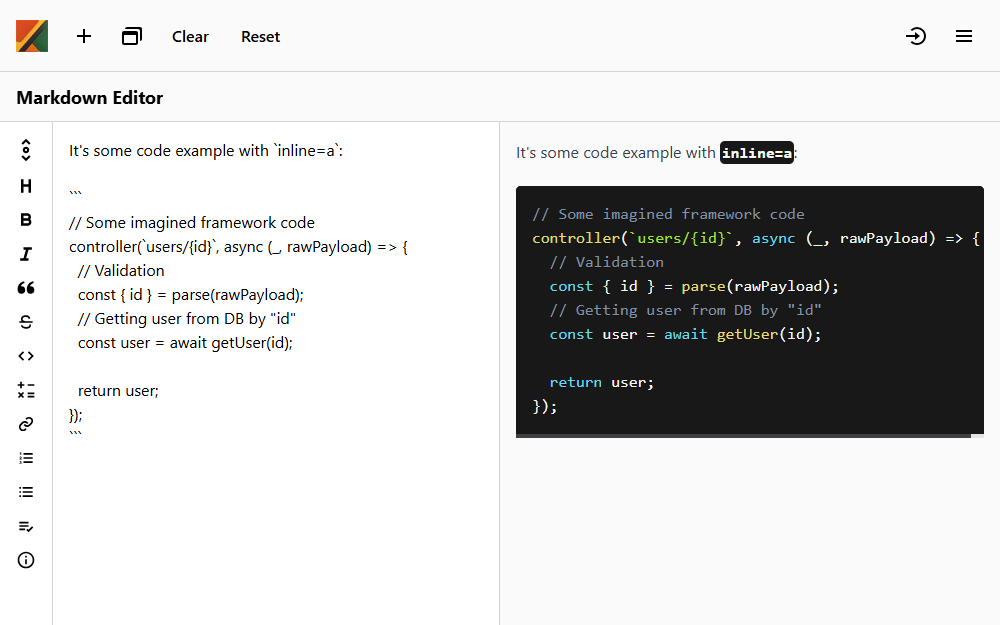 Clear Reset
Markdown Editor
It's some code example with `inline=a`:
```
// Some imagined framework code
controller(`users/{id}`, async (_, rawPayload) => {
  // Validation
  const { id } = parse(rawPayload);
  // Getting user from DB by "id"
  const user = await getUser(id);

  return user;
});
```
It's some code example with inline=a:
// Some imagined framework code
controller(`users/{id}`, async (_, rawPayload) => {
  // Validation
  const { id } = parse(rawPayload);
  // Getting user from DB by "id"
  const user = await getUser(id);

  return user;
});